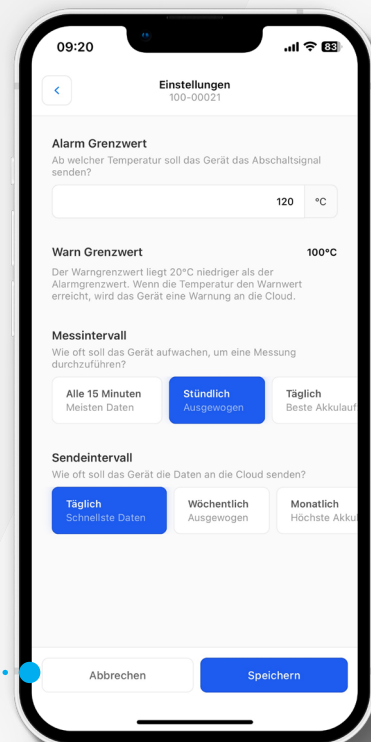 09:20
83
Einstellungen
100-00021
Alarm Grenzwert
Ab welcher Temperatur soll das Gerät das Abschaltsignal
senden?
120 °C
Warn Grenzwert 100°C
Der Warngrenzwert liegt 20°C niedriger als der
Alarmgrenzwert. Wenn die Temperatur den Warnwert
erreicht, wird das Gerät eine Warnung an die Cloud.
Messintervall
Wie oft soll das Gerät aufwachen, um eine Messung
durchzuführen?
Alle 15 Minuten Stündlich Täglich
Meisten Daten Ausgewogen Beste Akkulauf
Sendeintervall
Wie oft soll das Gerät die Daten an die Cloud senden?
Täglich Wöchentlich Monatlich
Schnellste Daten Ausgewogen Höchste Akku
Abbrechen Speichern